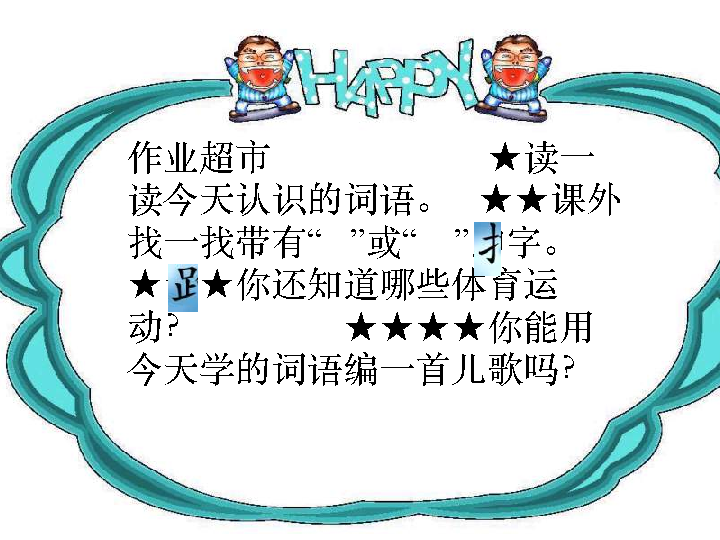 HAPPY
作业超市 ★读一
读今天认识的词语。 ★★课外
找一找带有“ ”或“ ”扌字。
★⻊★你还知道哪些体育运
动? ★★★★你能用
今天学的词语编一首儿歌吗?